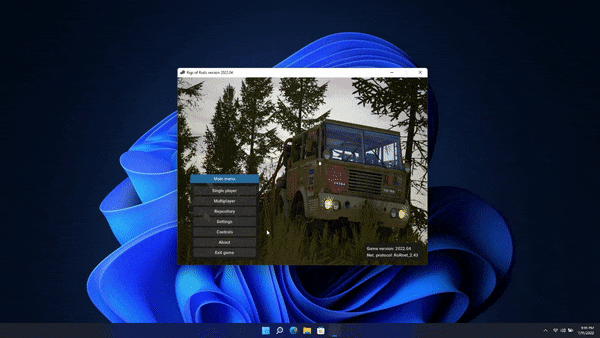 Rigs of Rods version 2022.04
Main menu
Single player
Multiplayer
Repository
Settings
Controls
About
Exit game
Game version: 2022.04
Net. protocol: RoRnet_2.43